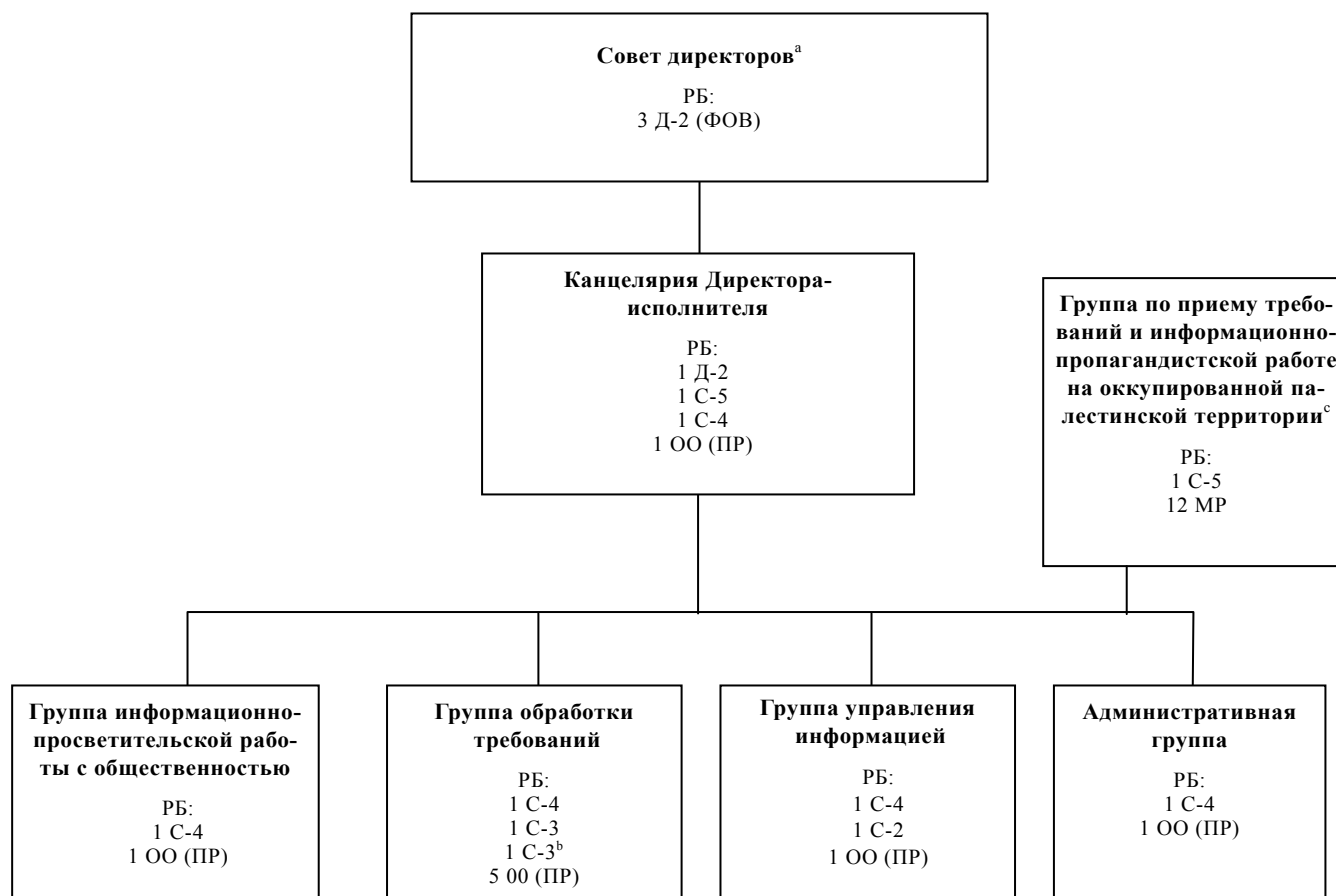 Совет директоров a
РБ:
3 Д-2 (ФОВ)
Канцелярия Директора-
исполнителя
РБ:
1 Д-2
1 С-5
1 С-4
1 ОО (ПР)
Группа по приему требо-
ваний и информационно-
пропагандистской работе
на оккупированной па-
лестинской территории c
РБ:
1 С-5
12 МР
Группа информационно-
просветительской рабо-
ты с общественностью
РБ:
1 С-4
1 ОО (ПР)
Группа обработки
требований
РБ:
1 С-4
1 С-3
1 С-3 b
5 00 (ПР)
Группа управления
информацией
РБ:
1 С-4
1 С-2
1 ОО (ПР)
Административная
группа
РБ:
1 С-4
1 ОО (ПР)